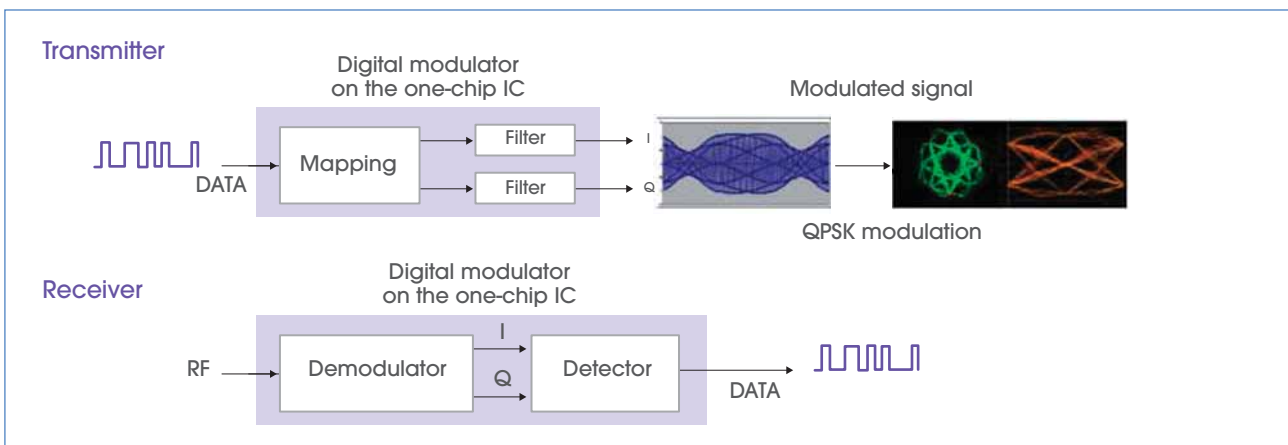 Transmitter
Digital modulator
on the one-chip IC
Modulated signal
DATA
Mapping
Filter
Filter
I
Q
QPSK modulation
Receiver
Digital modulator
on the one-chip IC
RF
Demodulator
I
Q
Detector
DATA